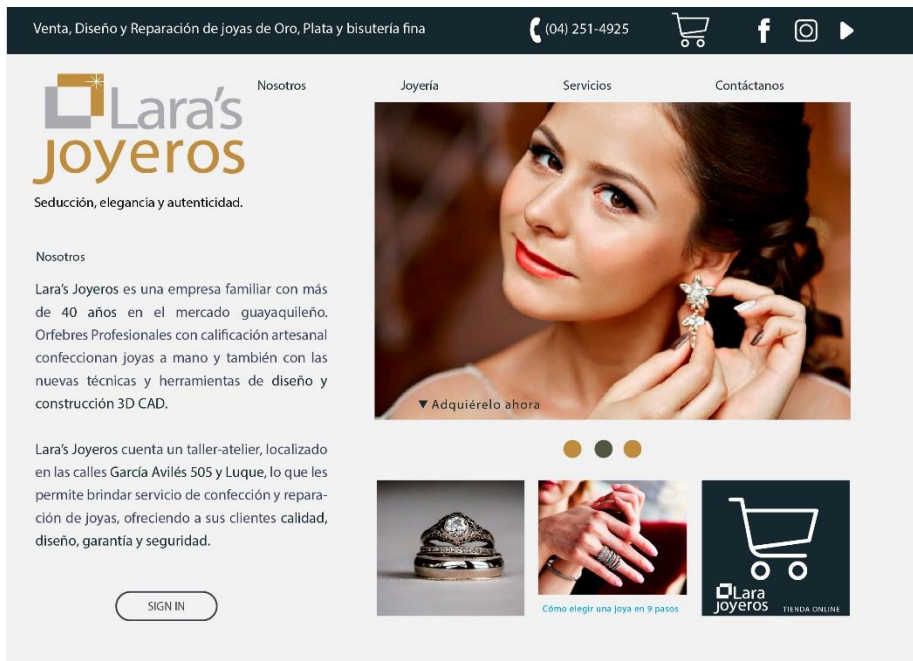 Venta, Diseño y Reparación de joyas de Oro, Plata y bisutería fina
(04) 251-4925
Nosotros
Joyería
Servicios
Contáctanos
Lara's
Joyeros
Seducción, elegancia y autenticidad.
Nosotros
Lara's Joyeros es una empresa familiar con más
de 40 años en el mercado guayaquileño.
Orfebres Profesionales con calificación artesanal
confeccionan joyas a mano y también con las
nuevas técnicas y herramientas de diseño y
construcción 3D CAD.
Lara's Joyeros cuenta un taller-atelier, localizado
en las calles García Avilés 505 y Luque, lo que les
permite brindar servicio de confección y repara-
ción de joyas, ofreciendo a sus clientes calidad,
diseño, garantía y seguridad.
SIGN IN
▼ Adquiérelo ahora
Cómo elegir una joya en 9 pasos
Lara
Joyeros
TIENDA ONLINE